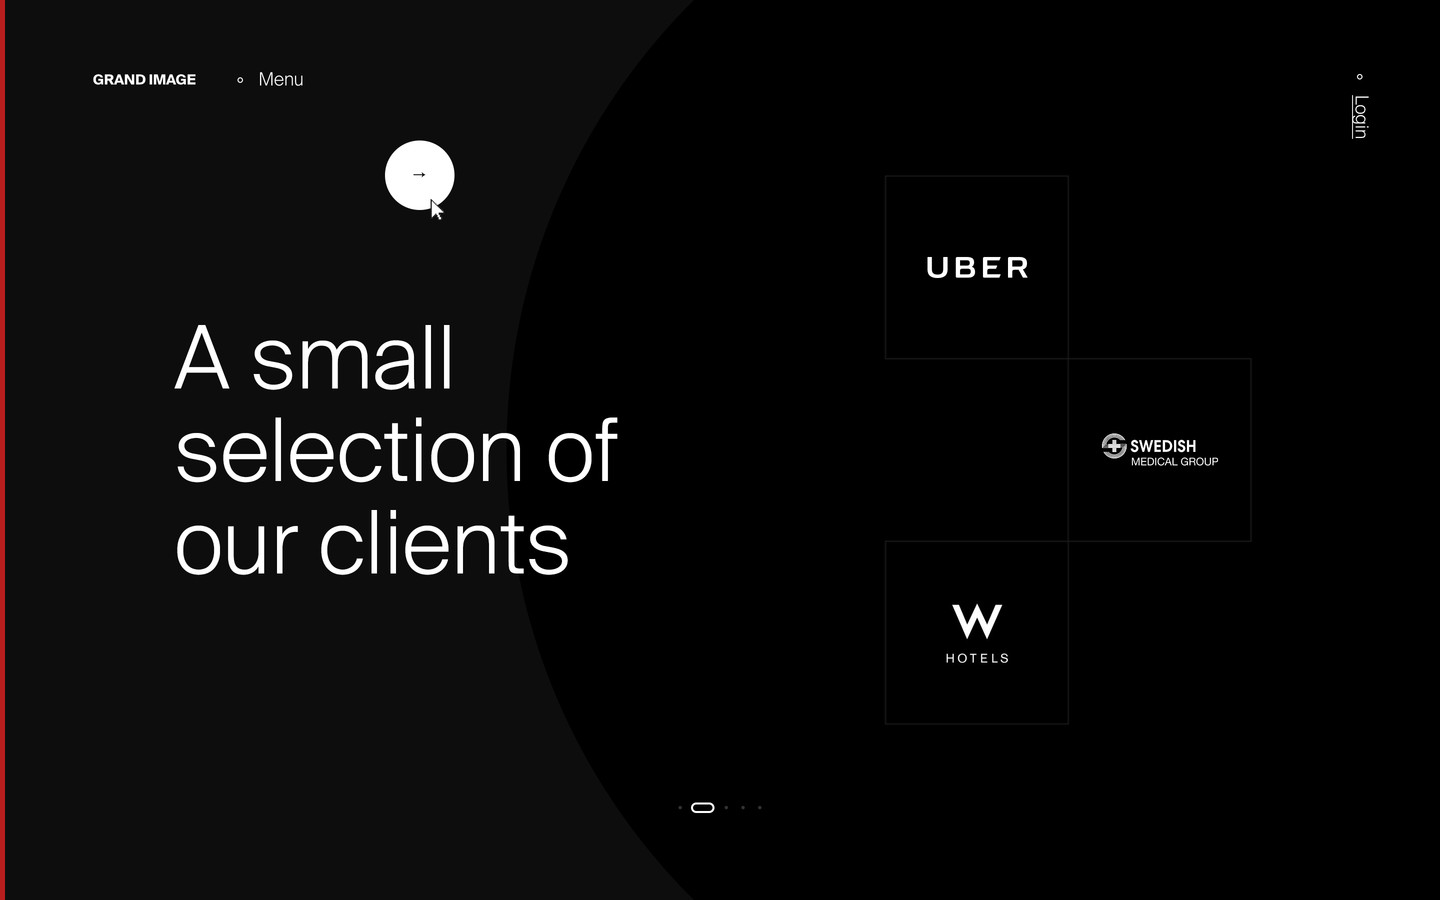 GRAND IMAGE
Menu
Login
→
A small
selection of
our clients
UBER
SWEDISH
MEDICAL GROUP
W
HOTELS